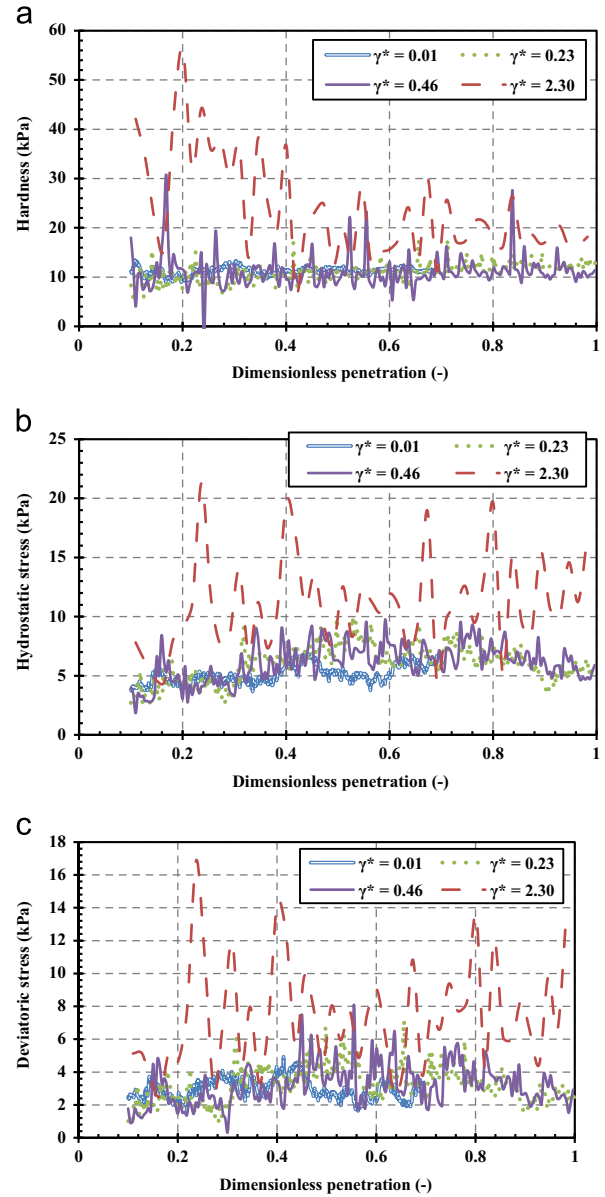 a
60
50
40
30
20
10
0
Hardness (kPa)
γ* = 0.01
γ* = 0.23
γ* = 0.46
γ* = 2.30
0
0.2
0.4
0.6
0.8
1
Dimensionless penetration (-)
b
25
20
15
10
5
0
Hydrostatic stress (kPa)
γ* = 0.01
γ* = 0.23
γ* = 0.46
γ* = 2.30
0
0.2
0.4
0.6
0.8
1
Dimensionless penetration (-)
c
18
16
14
12
10
8
6
4
2
0
Deviatoric stress (kPa)
γ* = 0.01
γ* = 0.23
γ* = 0.46
γ* = 2.30
0
0.2
0.4
0.6
0.8
1
Dimensionless penetration (-)